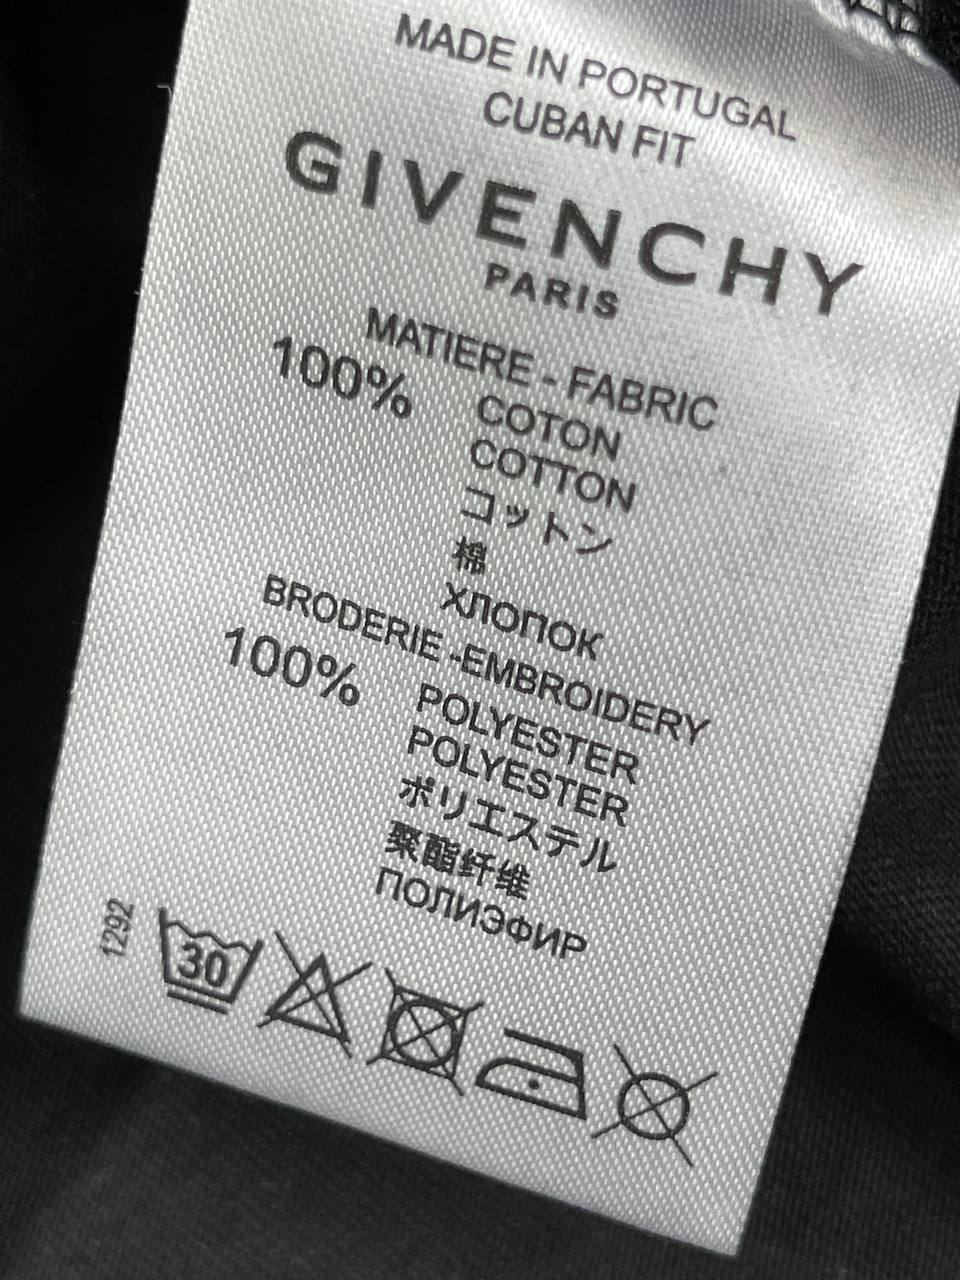 MADE IN PORTUGAL
CUBAN FIT
GIVENCHY
PARIS
MATIERE - FABRIC
100% COTON
COTTON
コットン
棉
ХЛОПОК
BRODERIE -EMBROIDERY
100% POLYESTER
POLYESTER
ポリエステル
聚酯纤维
ПОЛИЭФИР
1292
30